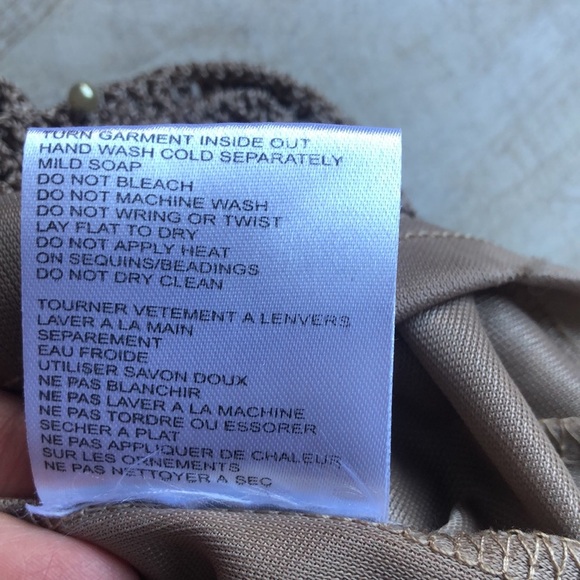 TURN GARMENT INSIDE OUT
HAND WASH COLD SEPARATELY
MILD SOAP
DO NOT BLEACH
DO NOT MACHINE WASH
DO NOT WRING OR TWIST
LAY FLAT TO DRY
DO NOT APPLY HEAT
ON SEQUINS/BEADINGS
DO NOT DRY CLEAN
TOURNER VETEMENT A LENVERS
LAVER A LA MAIN
SEPAREMENT
EAU FROIDE
UTILISER SAVON DOUX
NE PAS BLANCHIR
NE PAS LAVER A LA MACHINE
NE PAS TORDRE OU ESSORER
SECHER A PLAT
NE PAS APPLIQUER DE CHALEUR
SUR LES ORNEMENTS
NE PAS NETTOYER A SEC